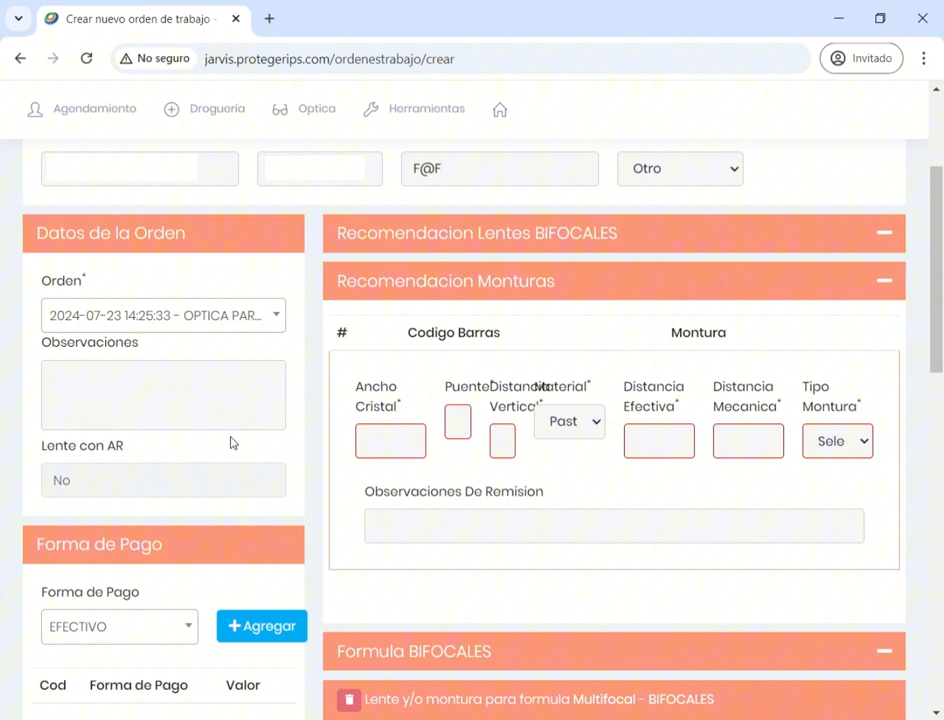 Crear nuevo orden de trabajo -
No seguro
jarvis.protegerips.com/ordenestrabajo/crear
Invitado
Agendamiento
Droguería
Optica
Herramientas
F@F
Otro
Datos de la Orden
Orden*
2024-07-23 14:25:33 - OPTICA PAR...
Observaciones
Lente con AR
No
Forma de Pago
Forma de Pago
EFECTIVO
+Agregar
Cod Forma de Pago Valor
Recomendacion Lentes BIFOCALES
Recomendacion Monturas
# Codigo Barras Montura
Ancho Cristal*
Puente*
Distancia Vertical*
Material*
Past
Distancia Efectiva*
Distancia Mecanica*
Tipo Montura*
Sele
Observaciones De Remision
Formula BIFOCALES
Lente y/o montura para formula Multifocal - BIFOCALES